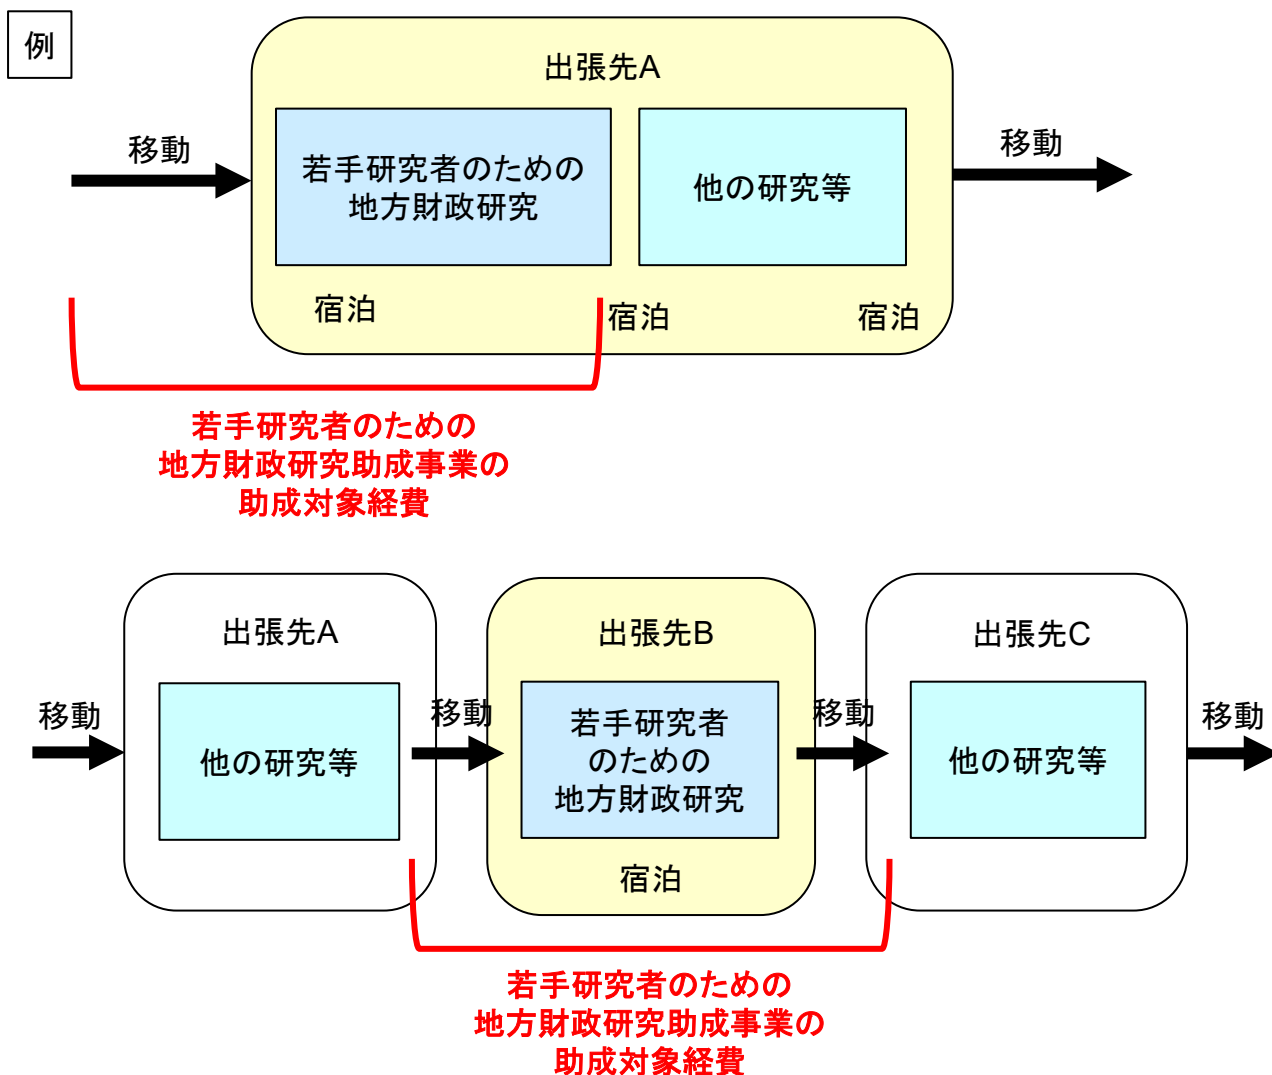 例
出張先A
移動
若手研究者のための
地方財政研究
他の研究等
移動
宿泊
宿泊
宿泊
若手研究者のための
地方財政研究助成事業の
助成対象経費
出張先A
出張先B
出張先C
移動
他の研究等
移動
若手研究者
のための
地方財政研究
移動
他の研究等
移動
宿泊
若手研究者のための
地方財政研究助成事業の
助成対象経費